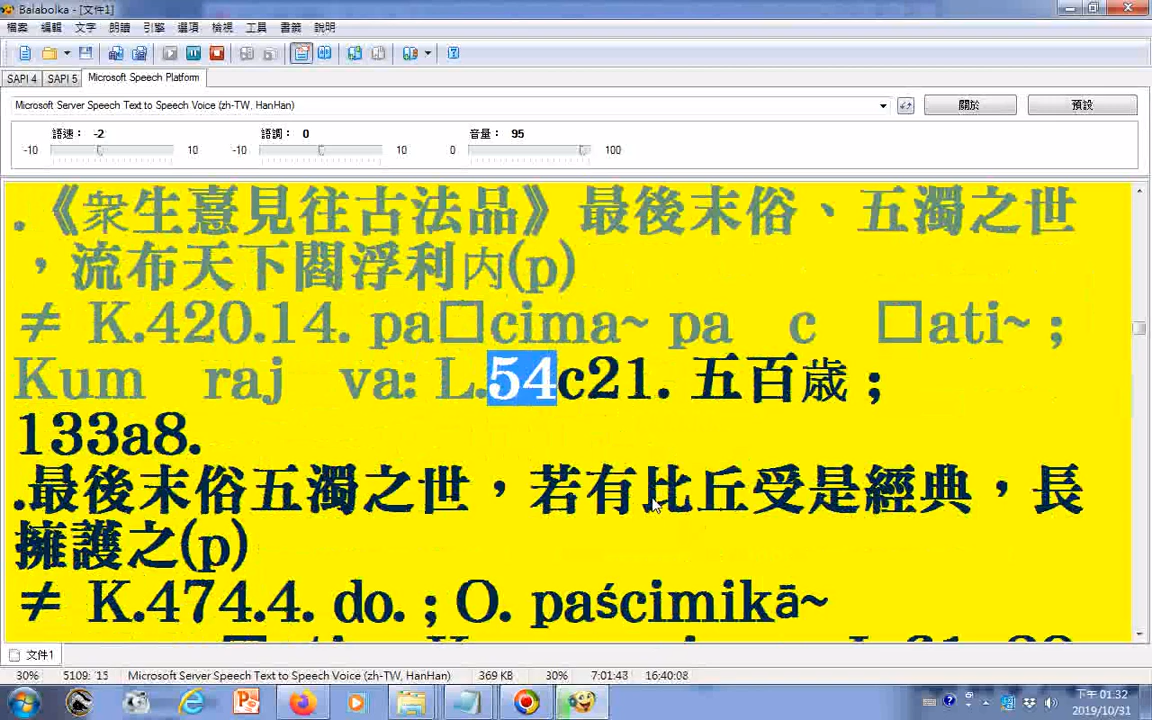 Balabolka - [文件1]
檔案 編輯 文字 朗讀 引擎 選項 檢視 工具 書籤 說明
SAPI 4 SAPI 5 Microsoft Speech Platform
Microsoft Server Speech Text to Speech Voice (zh-TW, HanHan) 關於 預設
語速： -2 語調： 0 音量： 95
-10 10 -10 10 0 100
.《衆生憙見往古法品》最後末俗、五濁之世
，流布天下閻浮利内(p)
≠ K.420.14. pa□cima~ pa c □ati~ ;
Kum raj va: L.54c21. 五百歳 ;
133a8.
.最後末俗五濁之世，若有比丘受是經典，長
擁護之(p)
≠ K.474.4. do. ; O. paścimikā~
文件1
30% 5109: 15 Microsoft Server Speech Text to Speech Voice (zh-TW, HanHan) 369 KB 30% 7:01:43 16:40:08
下午 01:32
2019/10/31